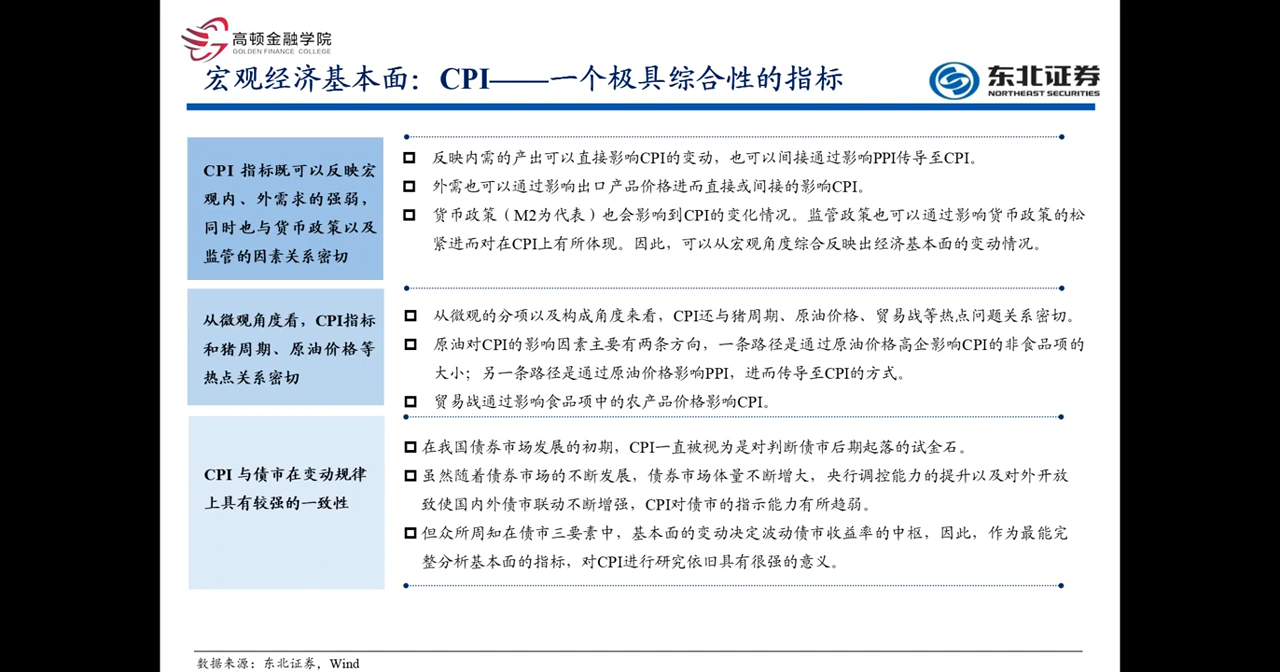 高顿金融学院
GOLDEN FINANCE COLLEGE
宏观经济基本面：CPI——一个极具综合性的指标
东北证券
NORTHEAST SECURITIES
CPI 指标既可以反映宏
观内、外需求的强弱，
同时也与货币政策以及
监管的因素关系密切
反映内需的产出可以直接影响CPI的变动，也可以间接通过影响PPI传导至CPI。
外需也可以通过影响出口产品价格进而直接或间接的影响CPI。
货币政策（M2为代表）也会影响到CPI的变化情况。监管政策也可以通过影响货币政策的松
紧进而对在CPI上有所体现。因此，可以从宏观角度综合反映出经济基本面的变动情况。
从微观角度看，CPI指标
和猪周期、原油价格等
热点关系密切
从微观的分项以及构成角度来看，CPI还与猪周期、原油价格、贸易战等热点问题关系密切。
原油对CPI的影响因素主要有两条方向，一条路径是通过原油价格高企影响CPI的非食品项的
大小；另一条路径是通过原油价格影响PPI，进而传导至CPI的方式。
贸易战通过影响食品项中的农产品价格影响CPI。
CPI 与债市在变动规律
上具有较强的一致性
在我国债券市场发展的初期，CPI一直被视为是对判断债市后期起落的试金石。
虽然随着债券市场的不断发展，债券市场体量不断增大，央行调控能力的提升以及对外开放
致使国内外债市联动不断增强，CPI对债市的指示能力有所趋弱。
但众所周知在债市三要素中，基本面的变动决定波动债市收益率的中枢，因此，作为最能完
整分析基本面的指标，对CPI进行研究依旧具有很强的意义。
数据来源：东北证券，Wind